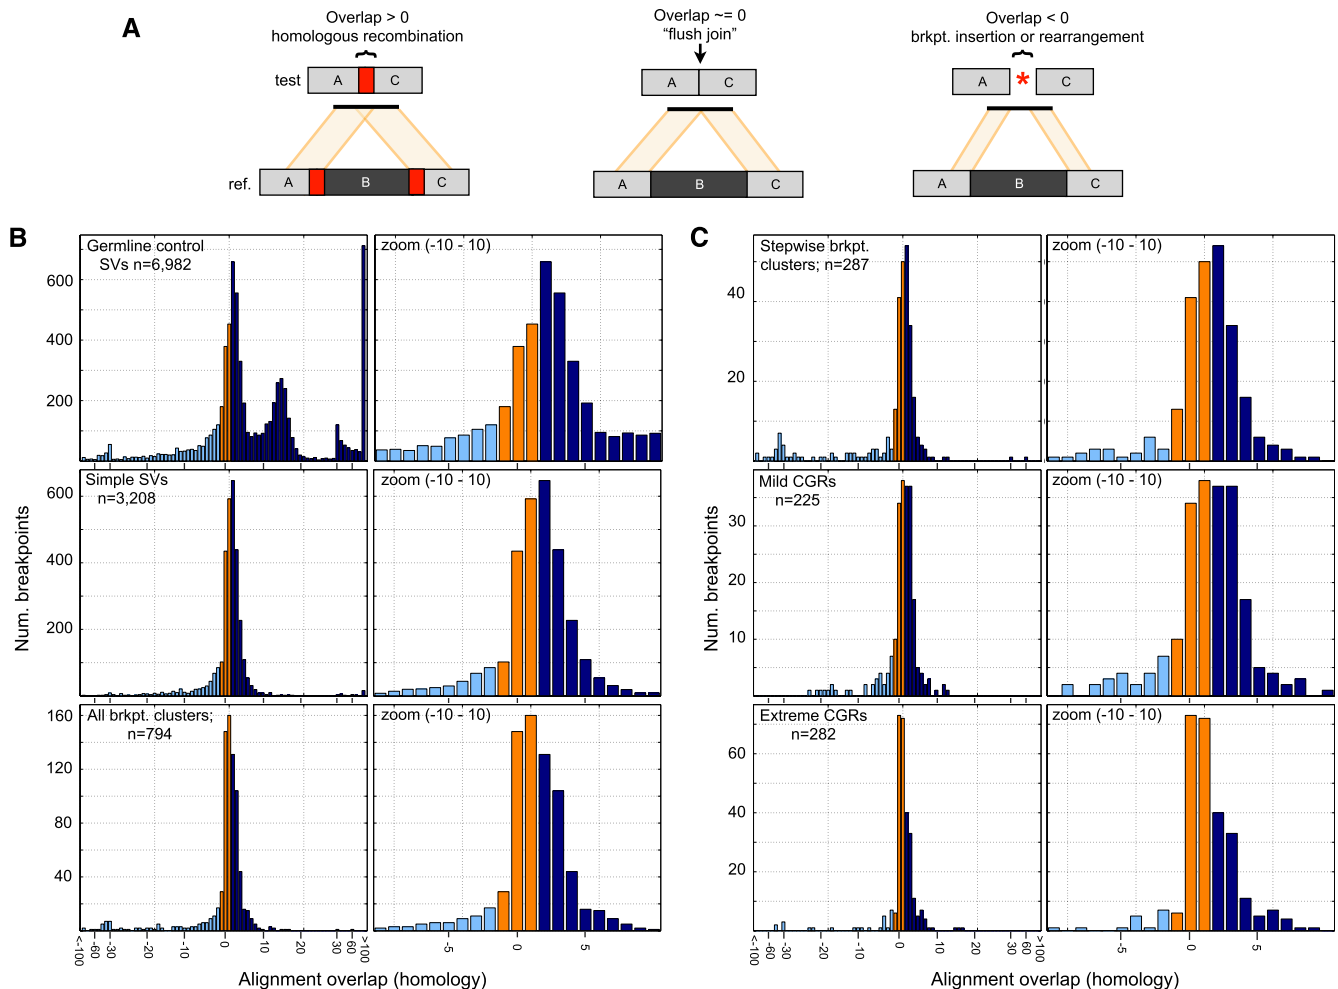 A
Overlap > 0
homologous recombination
test
A
C
ref.
A
B
C
Overlap ~= 0
“flush join”
A
C
A
B
C
Overlap < 0
brkpt. insertion or rearrangement
A
*
C
A
B
C
B
Num. breakpoints
Germline control
SVs n=6,982
600
400
200
zoom (-10 - 10)
Simple SVs
n=3,208
600
400
200
zoom (-10 - 10)
All brkpt. clusters;
n=794
160
120
80
40
zoom (-10 - 10)
<100 -60 -30 -20 -10 0 10 20 30 60 >100
-5 0 5
Alignment overlap (homology)
C
Num. breakpoints
Stepwise brkpt.
clusters; n=287
40
20
zoom (-10 - 10)
Mild CGRs
n=225
30
20
10
zoom (-10 - 10)
Extreme CGRs
n=282
60
40
20
zoom (-10 - 10)
<100 -60 -30 -20 -10 0 10 20 30 60 >100
-5 0 5
Alignment overlap (homology)